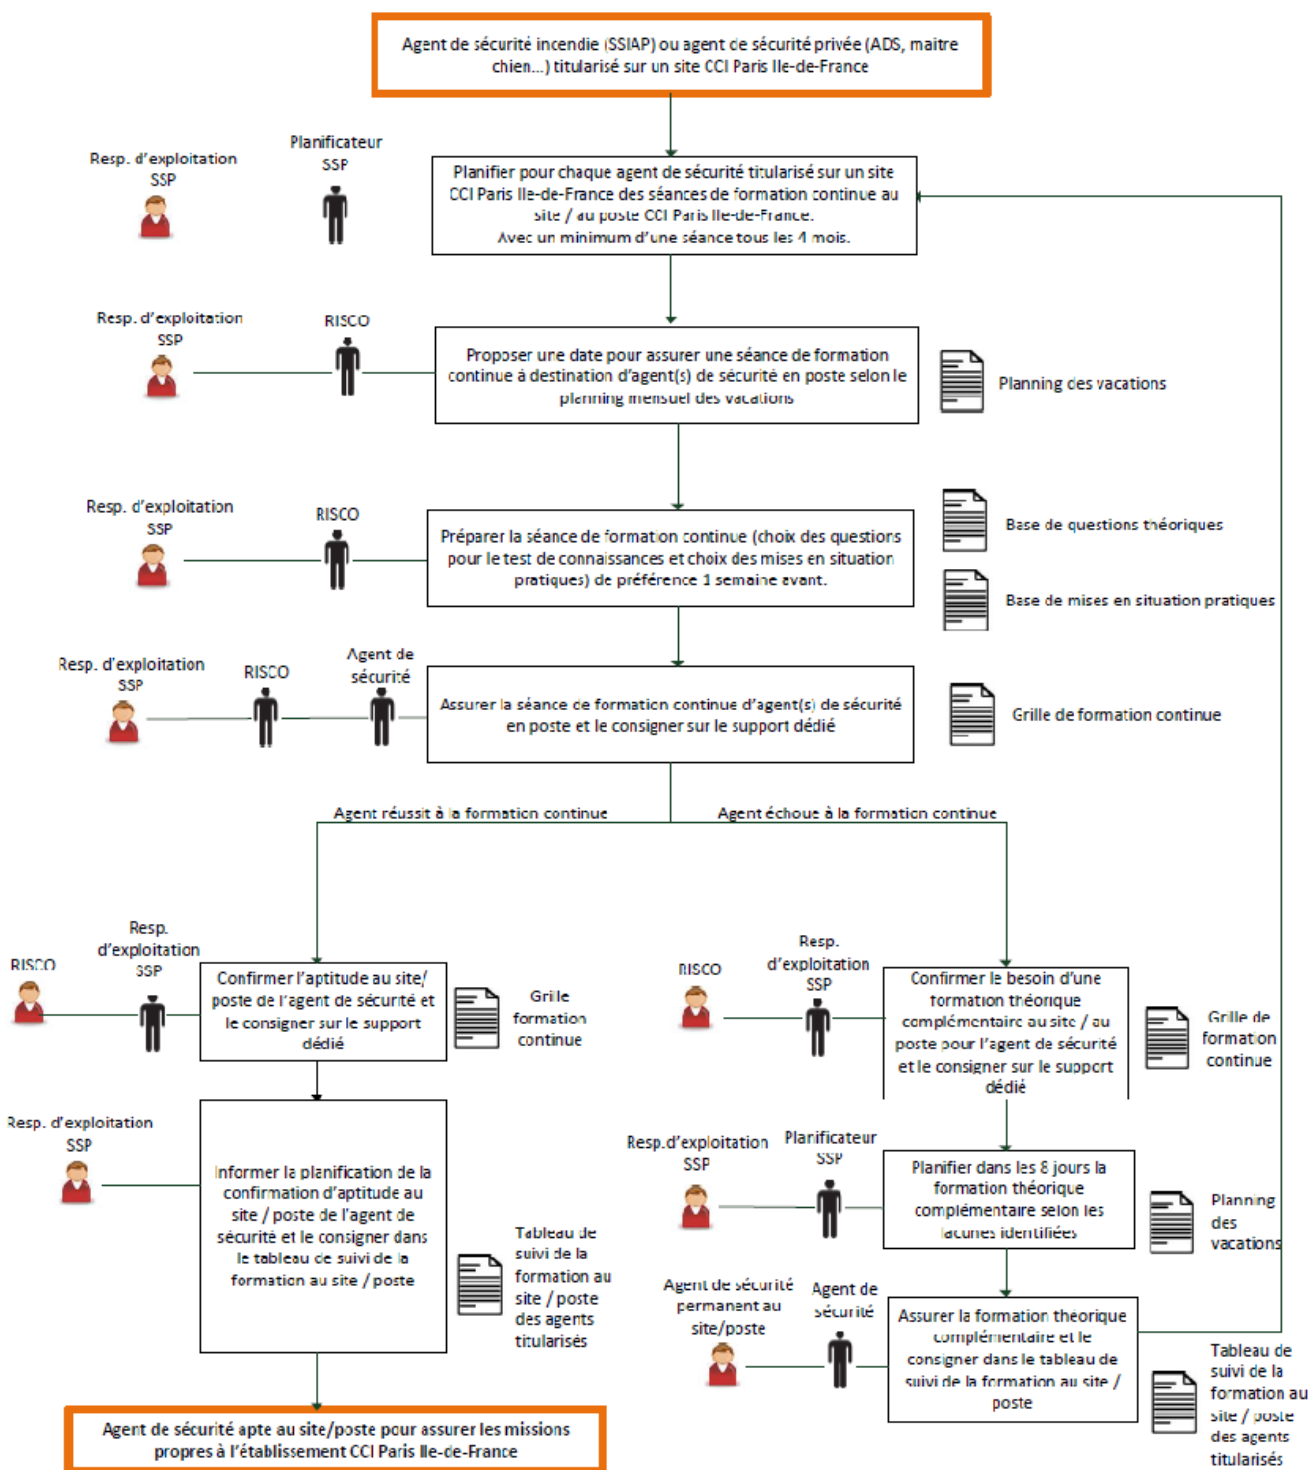 Agent de sécurité incendie (SSIAP) ou agent de sécurité privée (ADS, maitre
chien…) titularisé sur un site CCI Paris Ile-de-France
Resp. d'exploitation
SSP
Planificateur
SSP
Planifier pour chaque agent de sécurité titularisé sur un site
CCI Paris Ile-de-France des séances de formation continue au
site / au poste CCI Paris Ile-de-France.
Avec un minimum d'une séance tous les 4 mois.
Resp. d'exploitation
SSP
RISCO
Proposer une date pour assurer une séance de formation
continue à destination d'agent(s) de sécurité en poste selon le
planning mensuel des vacations
Planning des vacations
Resp. d'exploitation
SSP
RISCO
Préparer la séance de formation continue (choix des questions
pour le test de connaissances et choix des mises en situation
pratiques) de préférence 1 semaine avant.
Base de questions théoriques
Base de mises en situation pratiques
Resp. d'exploitation
SSP
RISCO
Agent de
sécurité
Assurer la séance de formation continue d'agent(s) de sécurité
en poste et le consigner sur le support dédié
Grille de formation continue
Agent réussit à la formation continue
Agent échoue à la formation continue
RISCO
Resp.
d'exploitation
SSP
Confirmer l'aptitude au site/
poste de l'agent de sécurité et
le consigner sur le support
dédié
Grille
formation
continue
RISCO
Resp.
d'exploitation
SSP
Confirmer le besoin d'une
formation théorique
complémentaire au site / au
poste pour l'agent de sécurité
et le consigner sur le support
dédié
Grille de
formation
continue
Resp. d'exploitation
SSP
Informer la planification de la
confirmation d'aptitude au
site / poste de l'agent de
sécurité et le consigner dans
le tableau de suivi de la
formation au site / poste
Tableau de
suivi de la
formation au
site / poste
des agents
titularisés
Resp.d'exploitation
SSP
Planificateur
SSP
Planifier dans les 8 jours la
formation théorique
complémentaire selon les
lacunes identifiées
Planning
des
vacations
Agent de sécurité
permanent au
site/poste
Agent de
sécurité
Assurer la formation théorique
complémentaire et le
consigner dans le tableau de
suivi de la formation au site /
poste
Tableau de
suivi de la
formation au
site / poste
des agents
titularisés
Agent de sécurité apte au site/poste pour assurer les missions
propres à l'établissement CCI Paris Ile-de-France